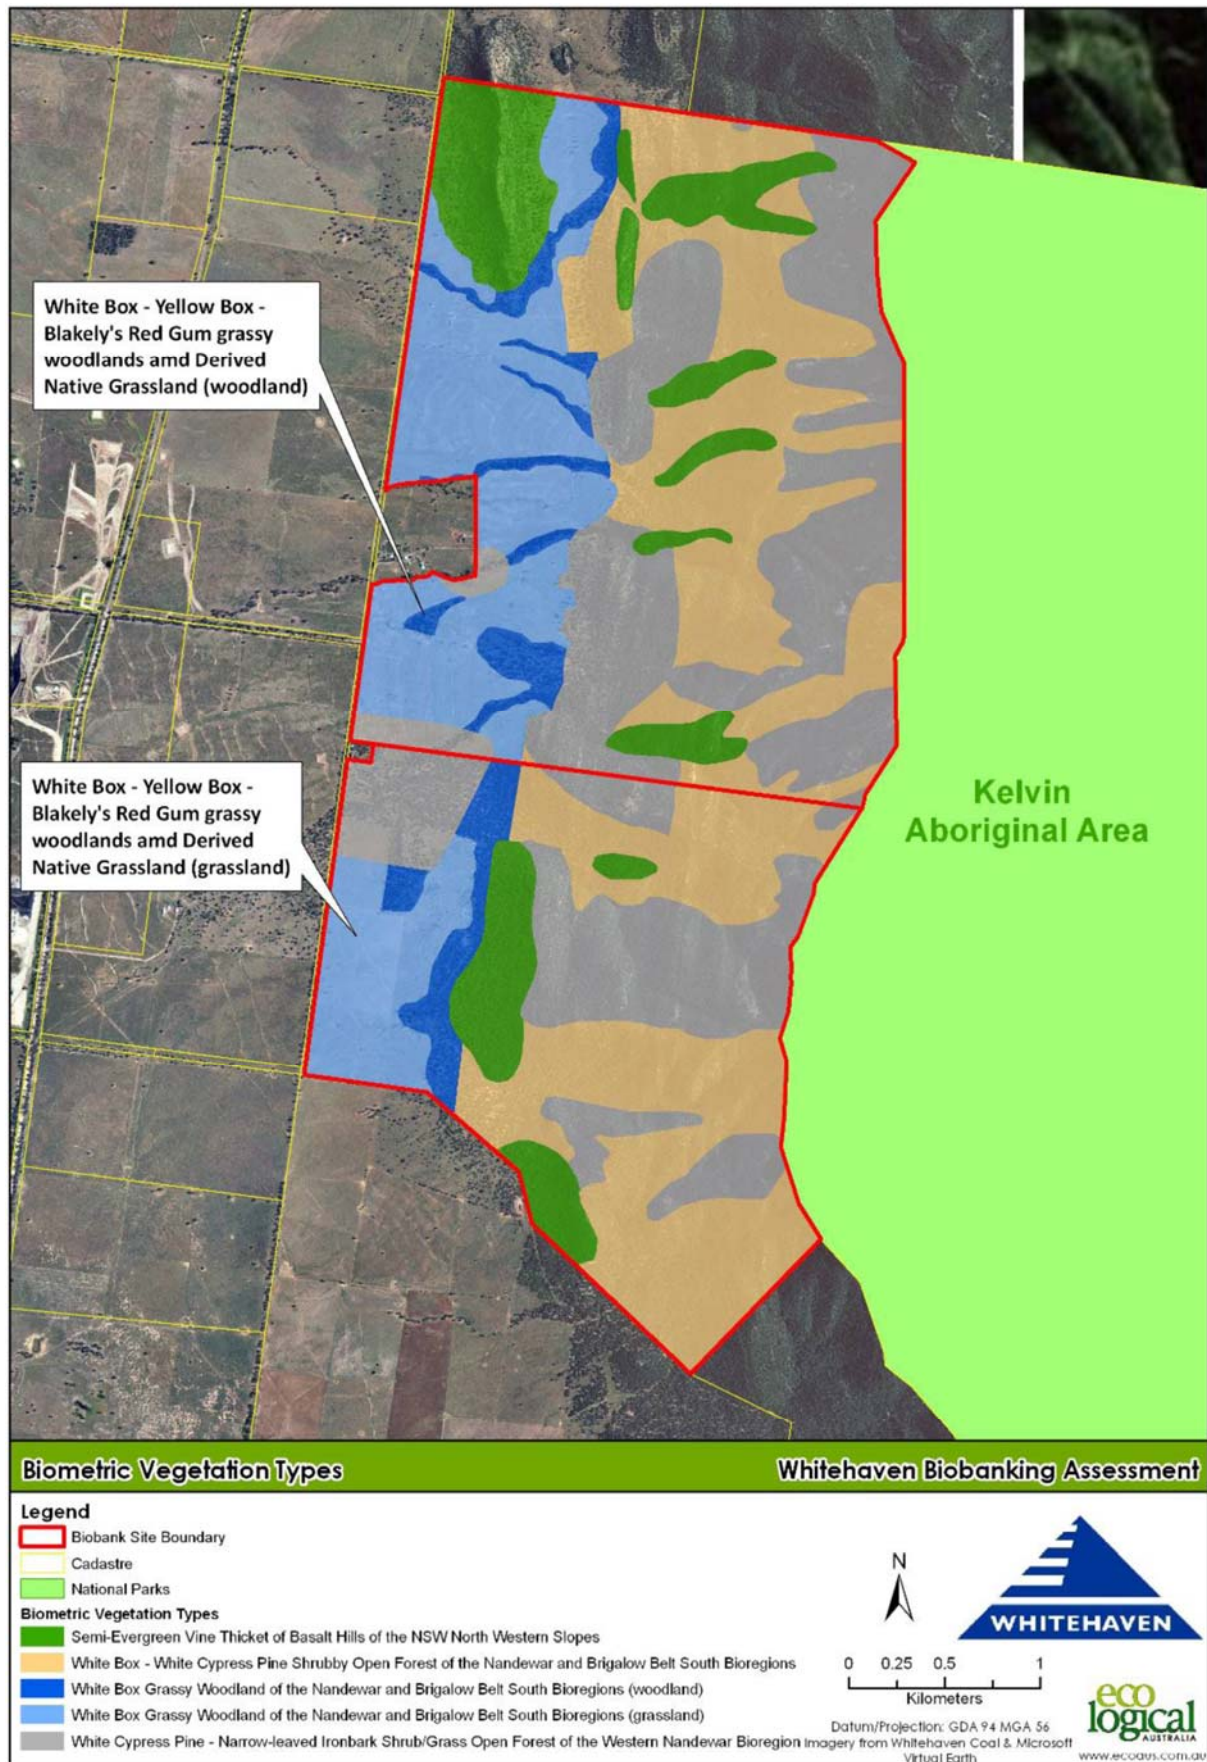 White Box - Yellow Box -
Blakely's Red Gum grassy
woodlands amd Derived
Native Grassland (woodland)
White Box - Yellow Box -
Blakely's Red Gum grassy
woodlands amd Derived
Native Grassland (grassland)
Kelvin
Aboriginal Area
Biometric Vegetation Types
Whitehaven Biobanking Assessment
Legend
Biobank Site Boundary
Cadastre
National Parks
Biometric Vegetation Types
Semi-Evergreen Vine Thicket of Basalt Hills of the NSW North Western Slopes
White Box - White Cypress Pine Shrubby Open Forest of the Nandewar and Brigalow Belt South Bioregions
White Box Grassy Woodland of the Nandewar and Brigalow Belt South Bioregions (woodland)
White Box Grassy Woodland of the Nandewar and Brigalow Belt South Bioregions (grassland)
White Cypress Pine - Narrow-leaved Ironbark Shrub/Grass Open Forest of the Western Nandewar Bioregion
N
0 0.25 0.5 1
Kilometers
Datum/Projection: GDA 94 MGA 56
Imagery from Whitehaven Coal & Microsoft
Virtual Earth
WHITEHAVEN
eco
logical
AUSTRALIA
www.ecoaus.com.au